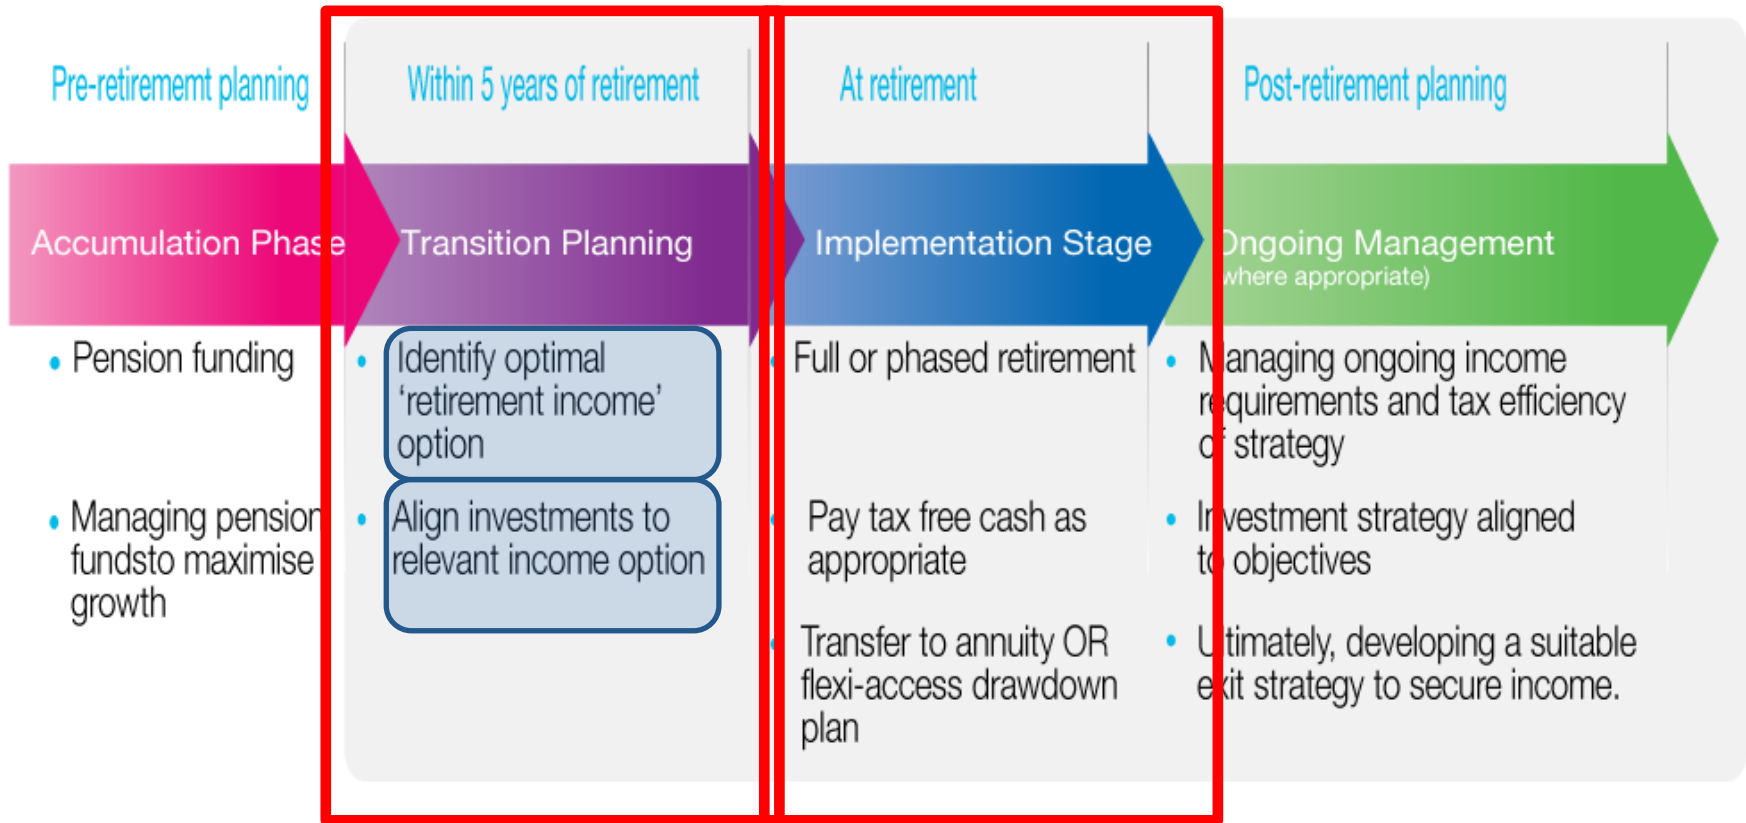 Pre-retirememt planning
Accumulation Phase
Pension funding
Managing pension
fundsto maximise
growth
Within 5 years of retirement
Transition Planning
Identify optimal
‘retirement income’
option
Align investments to
relevant income option
At retirement
Implementation Stage
Full or phased retirement
Pay tax free cash as
appropriate
Transfer to annuity OR
flexi-access drawdown
plan
Post-retirement planning
Ongoing Management
(where appropriate)
Managing ongoing income
requirements and tax efficiency
of strategy
Investment strategy aligned
to objectives
Ultimately, developing a suitable
exit strategy to secure income.